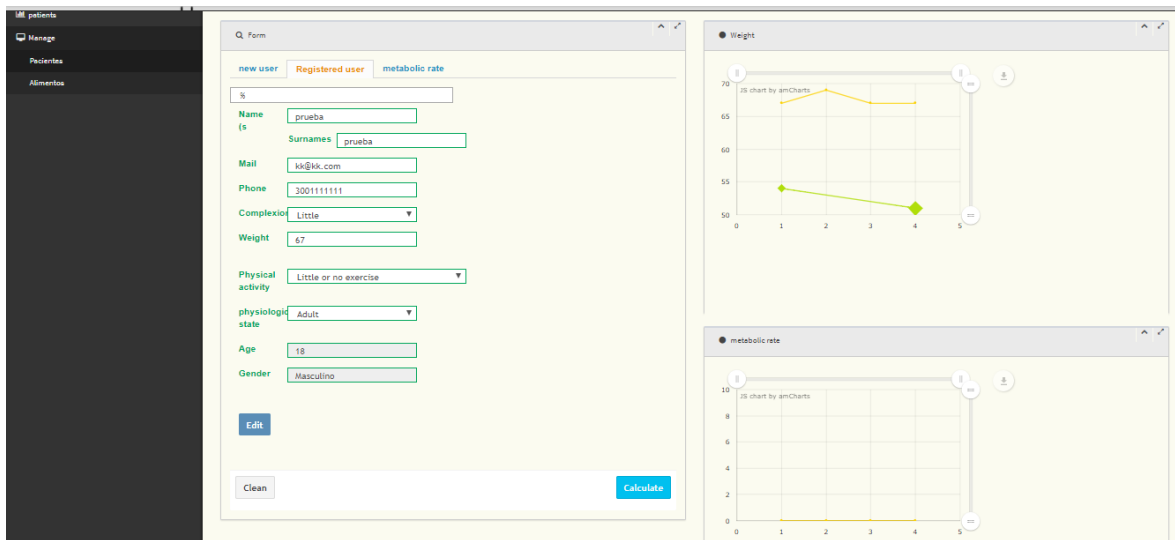 patients
Manage
Pacientes
Alimentos
Form
new user Registered user metabolic rate
%
Name
(s
prueba
Surnames prueba
Mail kk@kk.com
Phone 3001111111
Complexion Little
Weight 67
Physical
activity
Little or no exercise
physiologic
state
Adult
Age 18
Gender Masculino
Edit
Clean Calculate
Weight
JS chart by amCharts
70
65
60
55
50
0 1 2 3 4 5
metabolic rate
JS chart by amCharts
10
8
6
4
2
0
0 1 2 3 4 5